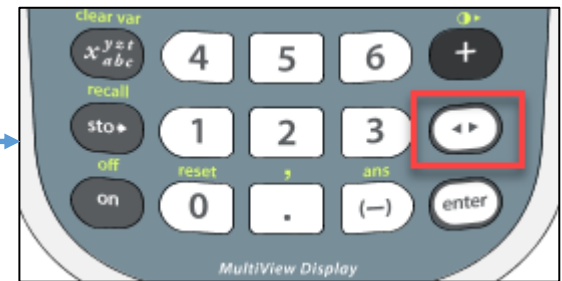 clear var
x y z t a b c 4 5 6 +
recall
sto 1 2 3
off reset , ans
on 0 . (—) enter
MultiView Display